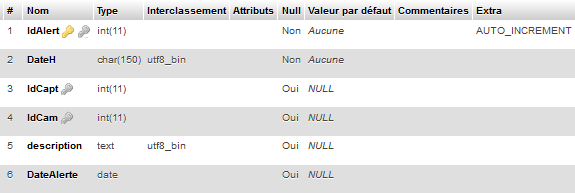 # Nom Type Interclassement Attributs Null Valeur par défaut Commentaires Extra
1 IdAlert int(11) Non Aucune AUTO_INCREMENT
2 DateH char(150) utf8_bin Non Aucune
3 IdCapt int(11) Oui NULL
4 IdCam int(11) Oui NULL
5 description text utf8_bin Oui NULL
6 DateAlerte date Oui NULL